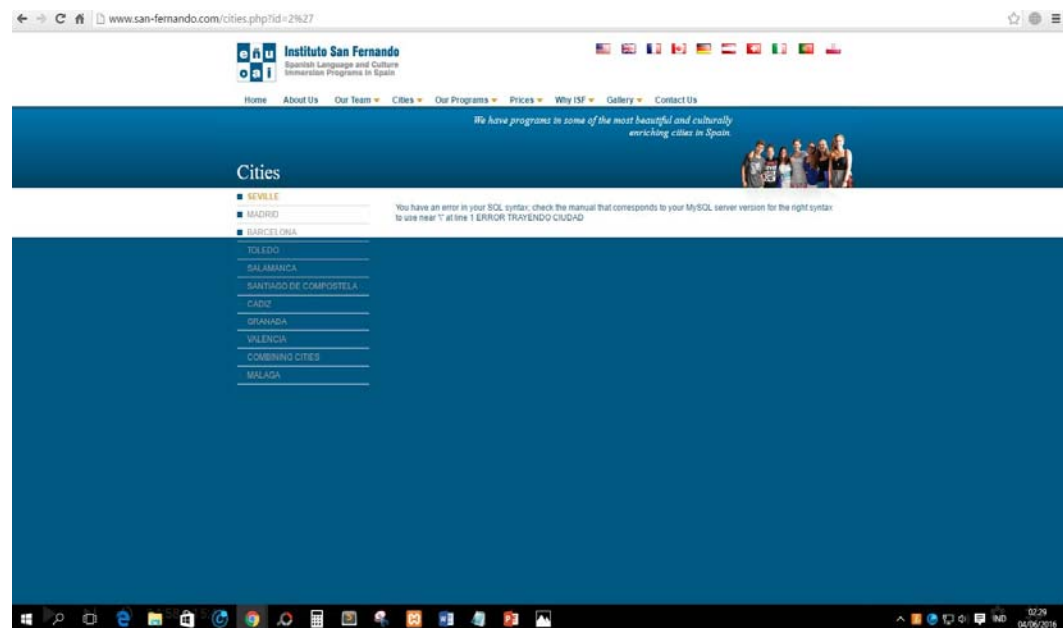 www.san-fernando.com/cities.php?id=2%27
eñu
oai
Instituto San Fernando
Spanish Language and Culture
Immersion Programs in Spain
Home About Us Our Team Cities Our Programs Prices Why ISF Gallery Contact Us
We have programs in some of the most beautiful and culturally
enriching cities in Spain.
Cities
SEVILLE
MADRID
BARCELONA
TOLEDO
SALAMANCA
SANTIAGO DE COMPOSTELA
CADIZ
GRANADA
VALENCIA
COMBINING CITIES
MALAGA
You have an error in your SQL syntax; check the manual that corresponds to your MySQL server version for the right syntax
to use near '\'' at line 1 ERROR TRAYENDO CIUDAD
IND
02.29
04/06/2016